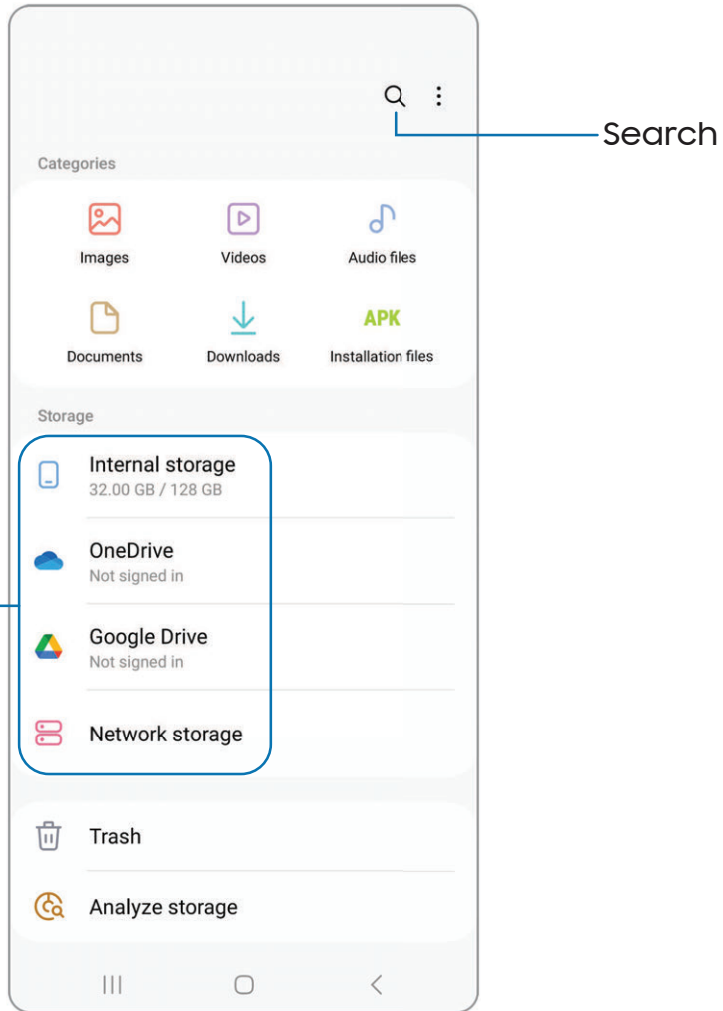 Search
Categories
Images Videos Audio files
APK
Documents Downloads Installation files
Storage
Internal storage
32.00 GB / 128 GB
OneDrive
Not signed in
Google Drive
Not signed in
Network storage
Trash
Analyze storage